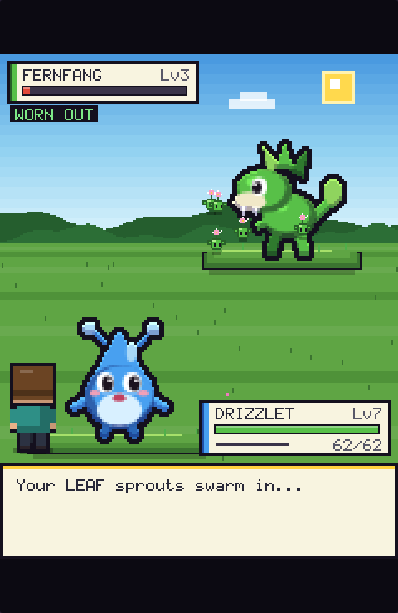 FERNFANG Lv3
WORN OUT
DRIZZLET Lv7
62/62
Your LEAF sprouts swarm in...